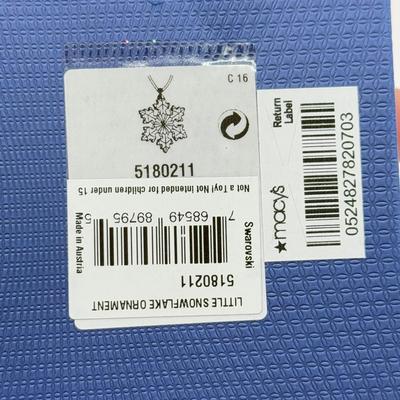 C 16
5180211
Not a Toy! Not intended for children under 15
Swarovski
7 68549 89795 5
Made in Austria
5180211
LITTLE SNOWFLAKE ORNAMENT
Return
Label
★macys
0524827820703